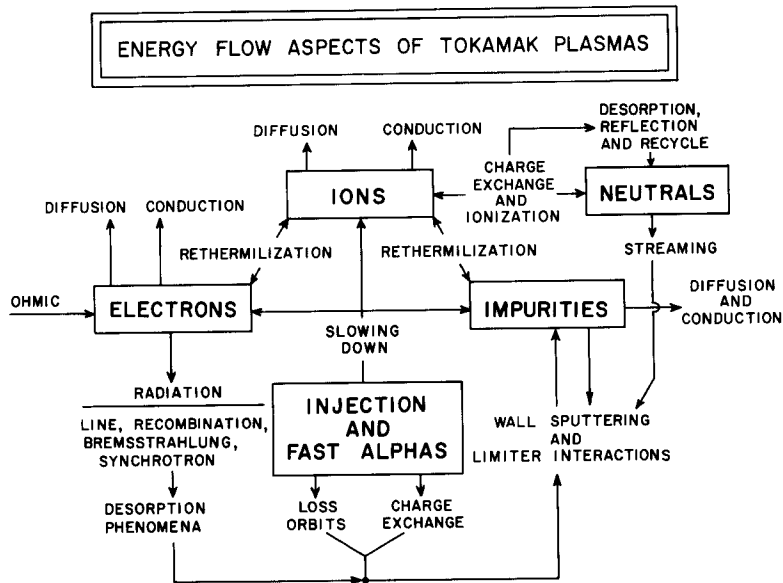 ENERGY FLOW ASPECTS OF TOKAMAK PLASMAS
DIFFUSION
CONDUCTION
DESORPTION,
REFLECTION
AND RECYCLE
IONS
CHARGE
EXCHANGE
AND
IONIZATION
NEUTRALS
DIFFUSION
CONDUCTION
RETHERMILIZATION
RETHERMILIZATION
STREAMING
OHMIC
ELECTRONS
IMPURITIES
DIFFUSION
AND
CONDUCTION
SLOWING
DOWN
RADIATION
LINE, RECOMBINATION,
BREMSSTRAHLUNG,
SYNCHROTRON
INJECTION
AND
FAST ALPHAS
WALL SPUTTERING
AND
LIMITER INTERACTIONS
DESORPTION
PHENOMENA
LOSS
ORBITS
CHARGE
EXCHANGE